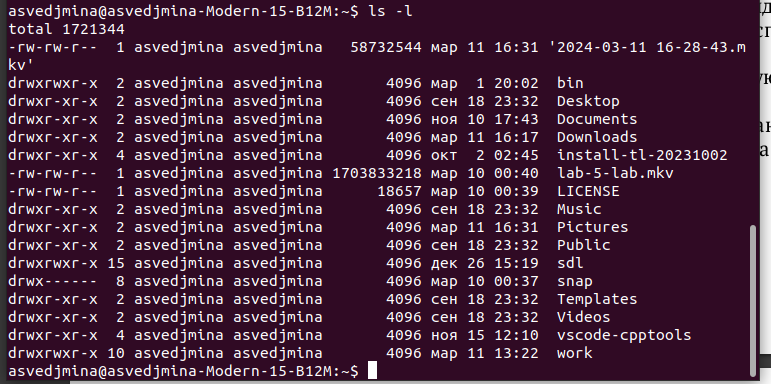 asvedjmina@asvedjmina-Modern-15-B12M:~$ ls -l
total 1721344
-rw-rw-r--  1 asvedjmina asvedjmina   58732544 мар 11 16:31 '2024-03-11 16-28-43.m
kv'
drwxrwxr-x  2 asvedjmina asvedjmina       4096 мар  1 20:02  bin
drwxr-xr-x  2 asvedjmina asvedjmina       4096 сен 18 23:32  Desktop
drwxr-xr-x  2 asvedjmina asvedjmina       4096 ноя 10 17:43  Documents
drwxr-xr-x  2 asvedjmina asvedjmina       4096 мар 11 16:17  Downloads
drwxr-xr-x  4 asvedjmina asvedjmina       4096 окт  2 02:45  install-tl-20231002
-rw-rw-r--  1 asvedjmina asvedjmina 1703833218 мар 10 00:40  lab-5-lab.mkv
-rw-rw-r--  1 asvedjmina asvedjmina      18657 мар 10 00:39  LICENSE
drwxr-xr-x  2 asvedjmina asvedjmina       4096 сен 18 23:32  Music
drwxr-xr-x  2 asvedjmina asvedjmina       4096 мар 11 16:31  Pictures
drwxr-xr-x  2 asvedjmina asvedjmina       4096 сен 18 23:32  Public
drwxrwxr-x 15 asvedjmina asvedjmina       4096 дек 26 15:19  sdl
drwx------  8 asvedjmina asvedjmina       4096 мар 10 00:37  snap
drwxr-xr-x  2 asvedjmina asvedjmina       4096 сен 18 23:32  Templates
drwxr-xr-x  2 asvedjmina asvedjmina       4096 сен 18 23:32  Videos
drwxr-xr-x  4 asvedjmina asvedjmina       4096 ноя 15 12:10  vscode-cpptools
drwxrwxr-x 10 asvedjmina asvedjmina       4096 мар 11 13:22  work
asvedjmina@asvedjmina-Modern-15-B12M:~$